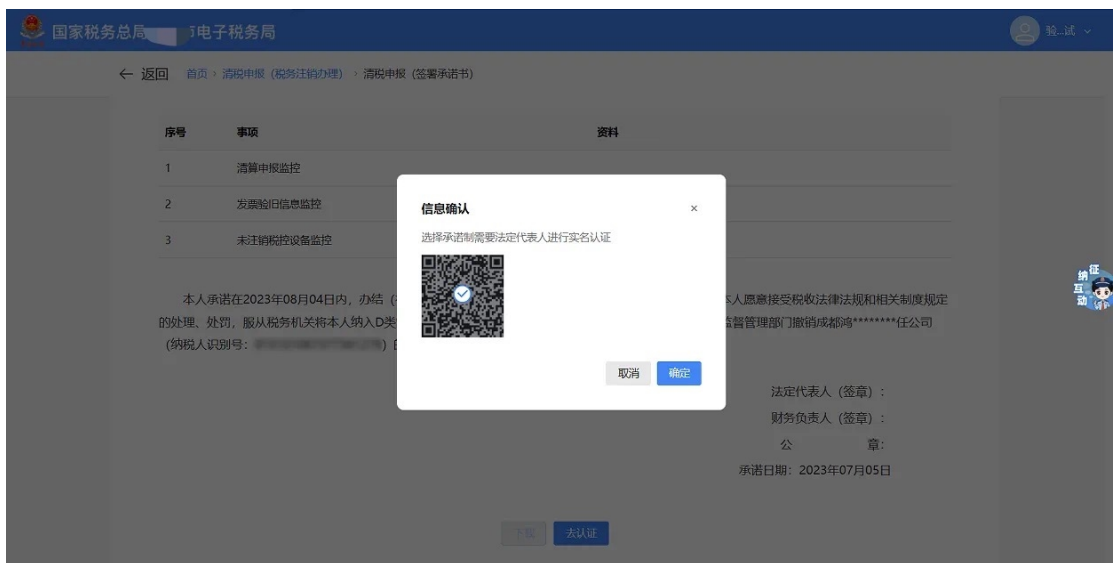 国家税务总局 电子税务局
验...试
← 返回 首页 > 清税申报（税务注销办理） > 清税申报（签署承诺书）
序号 事项 资料
1 清算申报监控
2 发票验旧信息监控
3 未注销税控设备监控
信息确认 ×
选择承诺制需要法定代表人进行实名认证
取消 确定
本人承诺在2023年08月04日内，办结（ 人愿意接受税收法律法规和相关制度规定
的处理、处罚，服从税务机关将本人纳入D类 监督管理部门撤销成都鸿********任公司
（纳税人识别号： ）
法定代表人（签章）：
财务负责人（签章）：
公 章：
承诺日期：2023年07月05日
下载 去认证
征纳互动